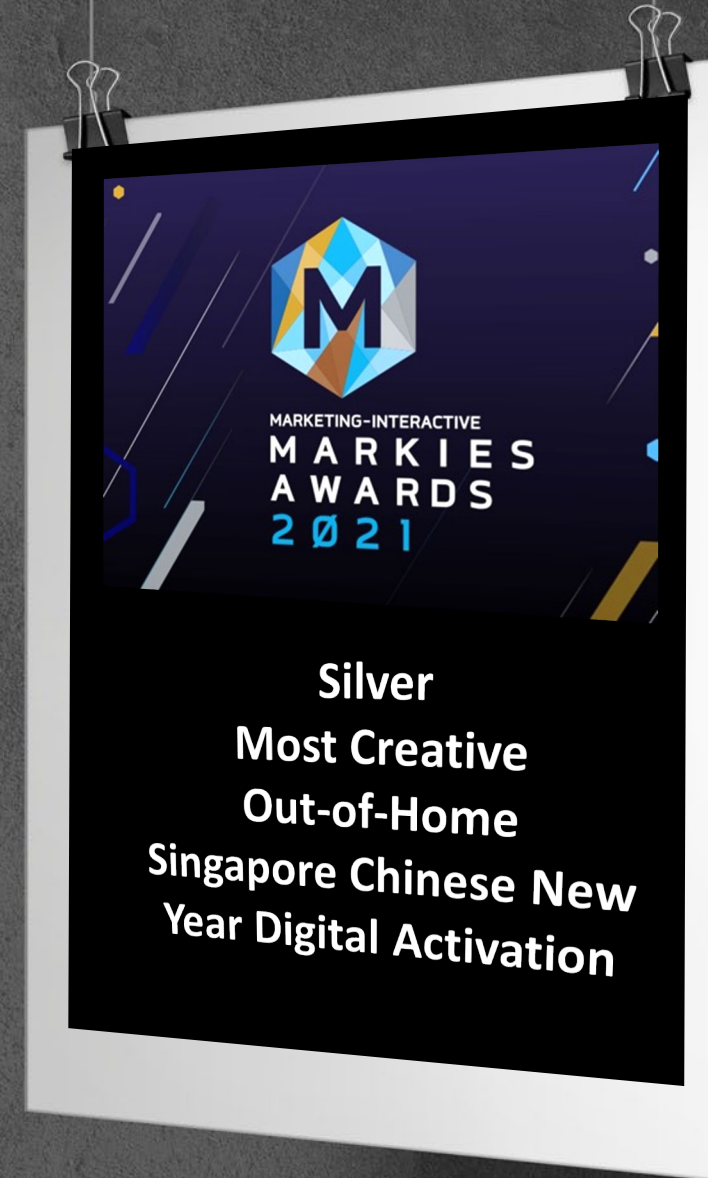 M
MARKETING-INTERACTIVE
MARKIES
AWARDS
2021
Silver
Most Creative
Out-of-Home
Singapore Chinese New
Year Digital Activation